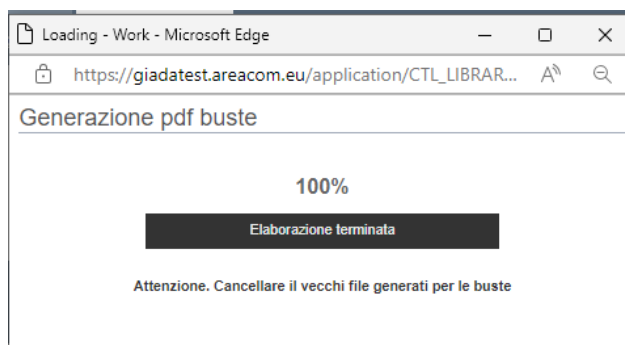 Loading - Work - Microsoft Edge
https://giadatest.areacom.eu/application/CTL_LIBRAR...
Generazione pdf buste
100%
Elaborazione terminata
Attenzione. Cancellare il vecchi file generati per le buste